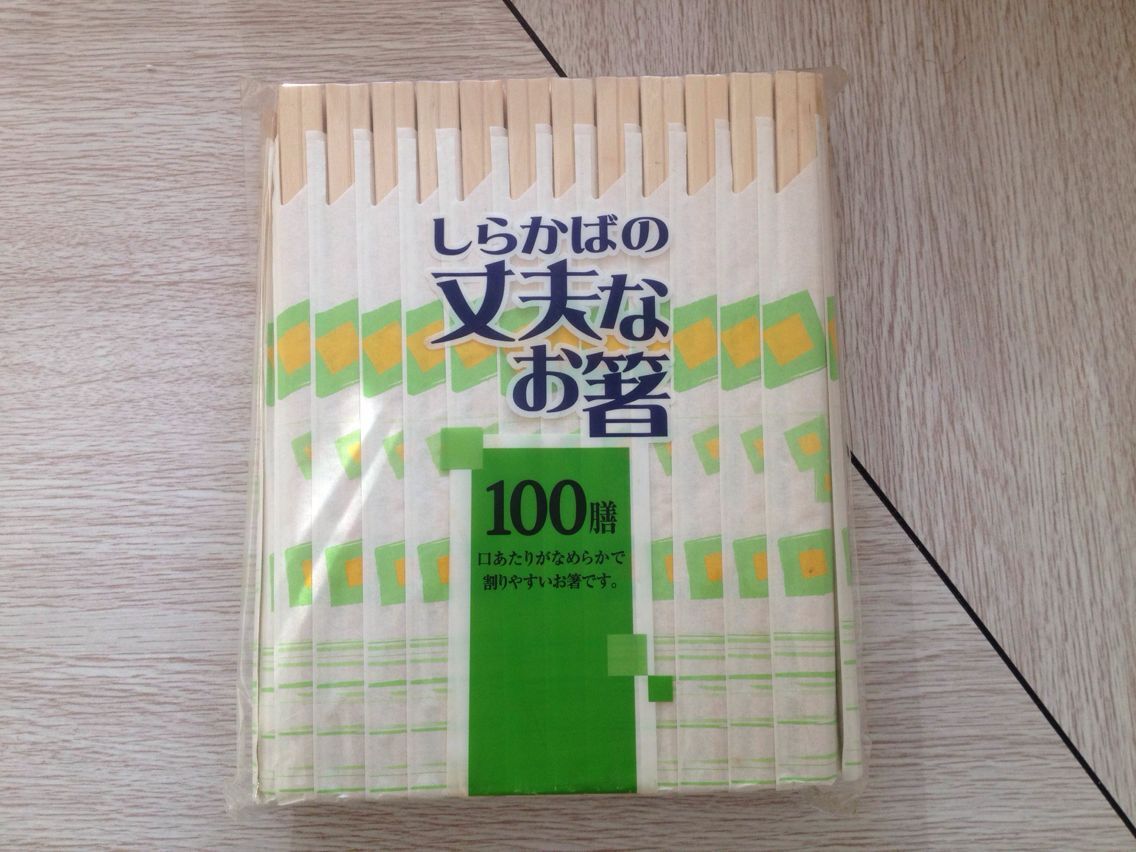 しらかばの
丈夫な
お箸
100膳
口あたりがなめらかで
割りやすいお箸です。